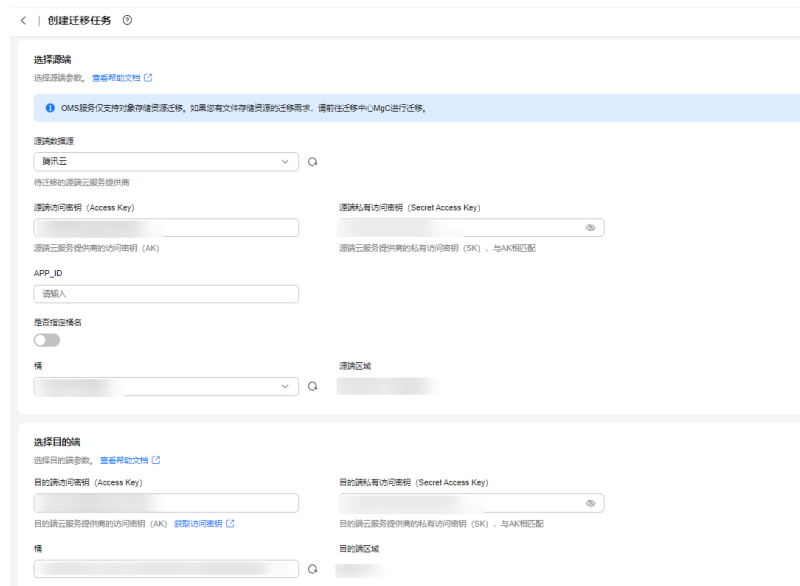 创建迁移任务
选择源端
选择源端参数。 查看帮助文档
OMS服务仅支持对象存储资源迁移。如果您有文件存储资源的迁移需求，请前往迁移中心MgC进行迁移。
源端数据源
腾讯云
待迁移的源端云服务提供商
源端访问密钥（Access Key） 源端私有访问密钥（Secret Access Key）
源端云服务提供商的访问密钥（AK） 源端云服务提供商的私有访问密钥（SK），与AK相匹配
APP_ID
请输入
是否指定桶名
桶 源端区域
选择目的端
选择目的端参数。 查看帮助文档
目的端访问密钥（Access Key） 目的端私有访问密钥（Secret Access Key）
目的端云服务提供商的访问密钥（AK） 获取访问密钥 目的端云服务提供商的私有访问密钥（SK），与AK相匹配
桶 目的端区域